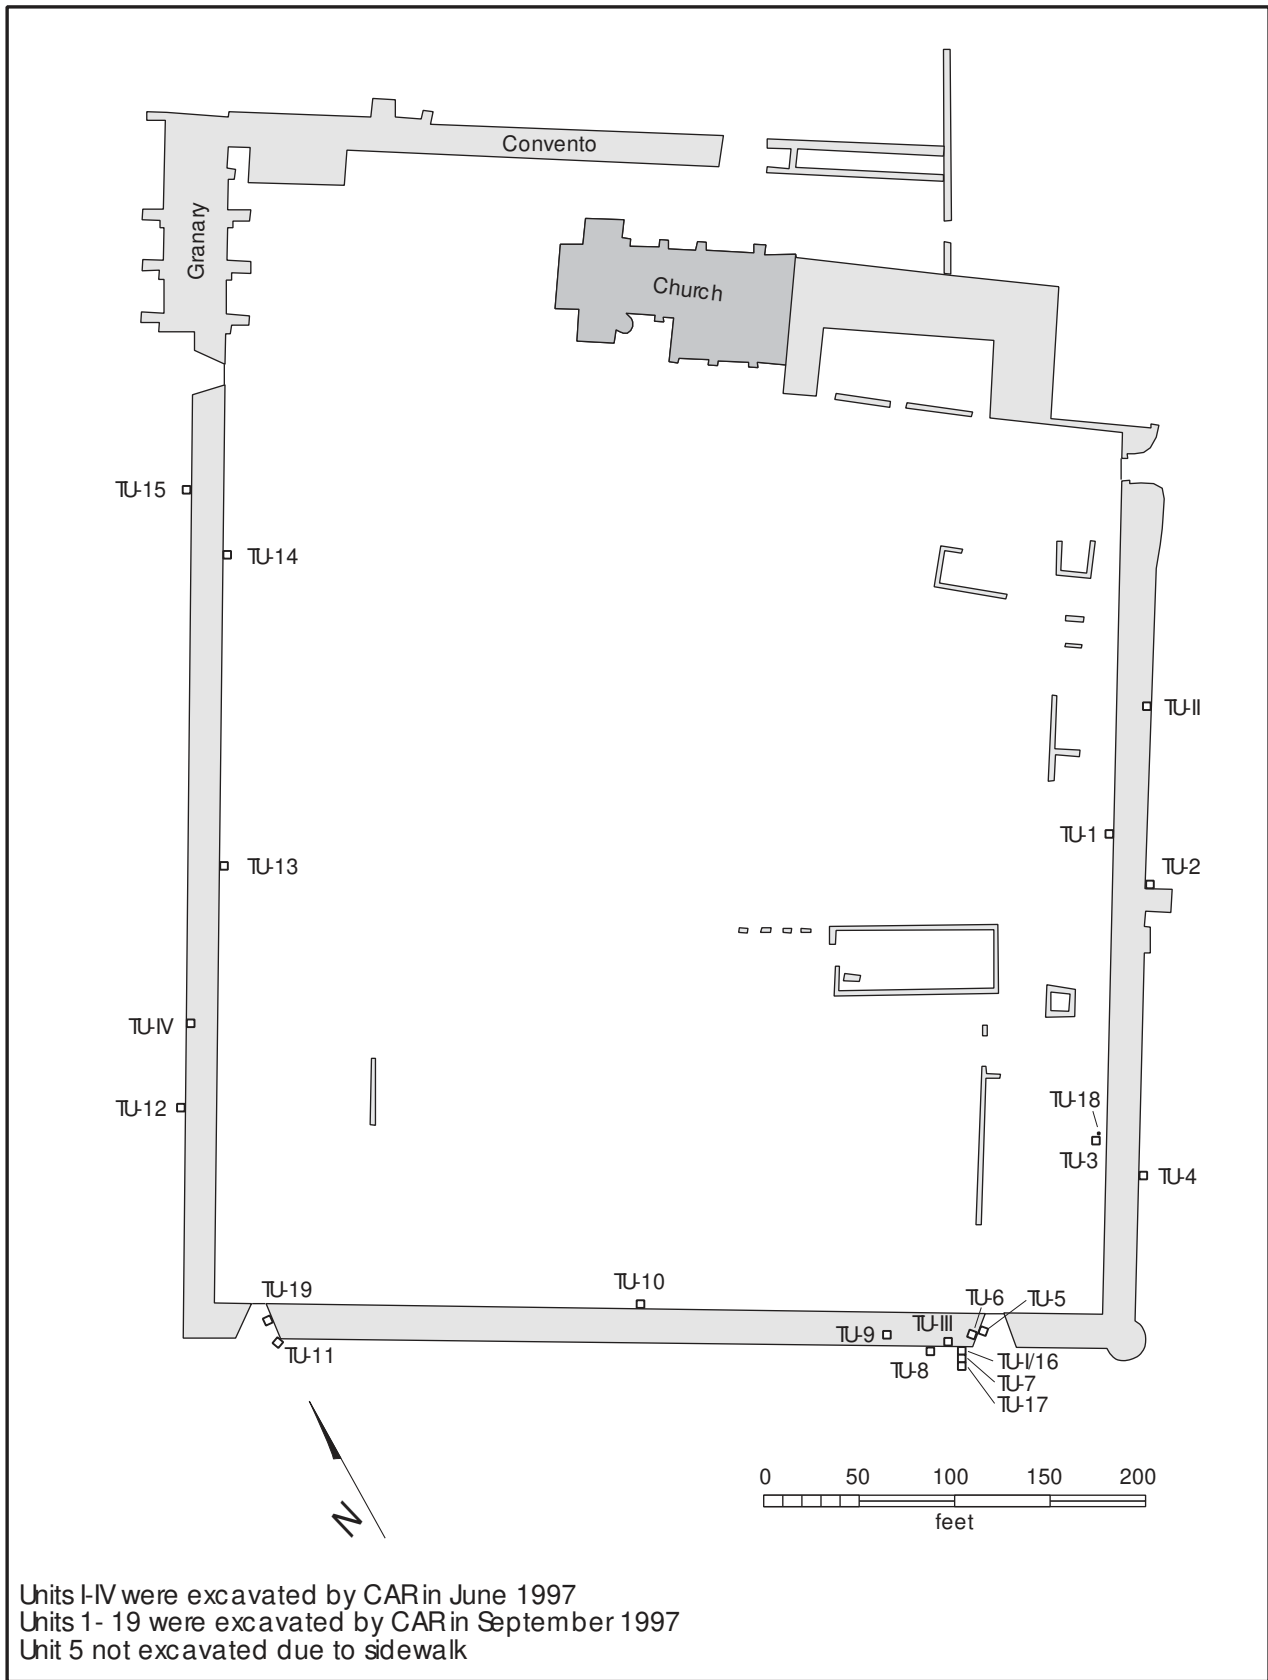 Convento
Granary
Church
TU-15
TU-14
TU-II
TU-1
TU-2
TU-13
TU-IV
TU-12
TU-18
TU-3
TU-4
TU-19
TU-10
TU-6
TU-5
TU-III
TU-9
TU-11
TU-8
TU-I/16
TU-7
TU-17
N
0 50 100 150 200
feet
Units I-IV were excavated by CAR in June 1997
Units 1- 19 were excavated by CAR in September 1997
Unit 5 not excavated due to sidewalk